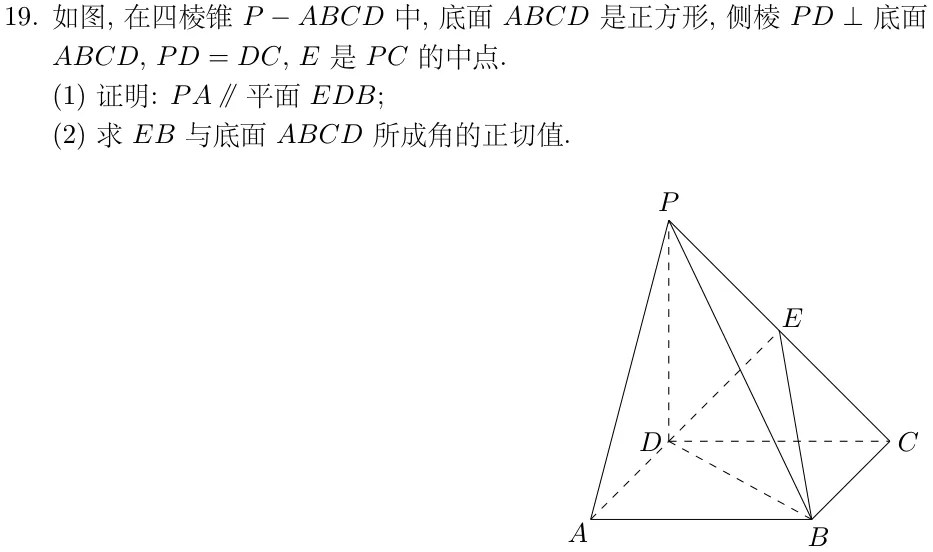 19. 如图, 在四棱锥 P − ABCD 中, 底面 ABCD 是正方形, 侧棱 PD ⊥ 底面
ABCD, PD = DC, E 是 PC 的中点.
(1) 证明: PA ∥ 平面 EDB;
(2) 求 EB 与底面 ABCD 所成角的正切值.
P
E
D
C
A
B